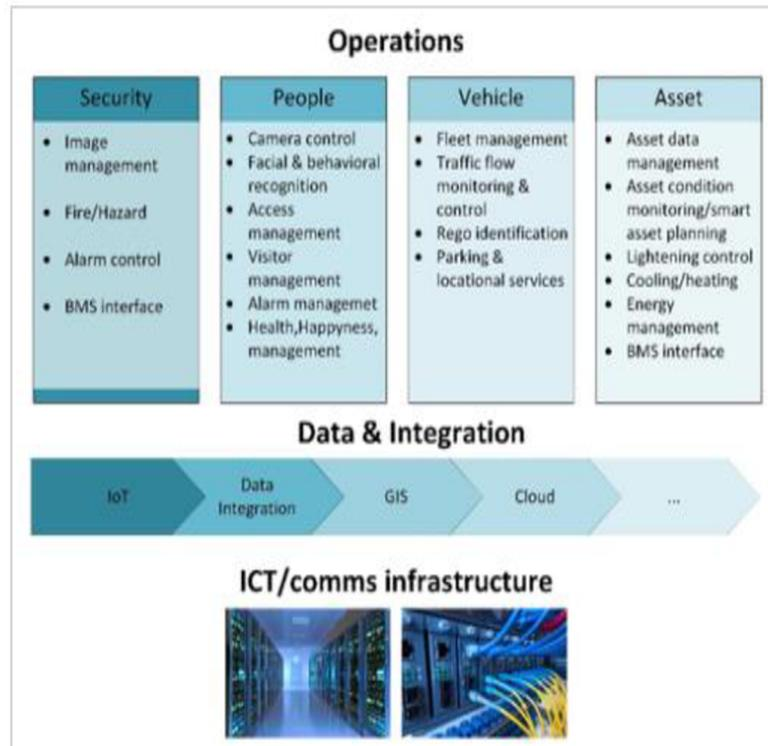 Operations
Security
• Image
management
• Fire/Hazard
• Alarm control
• BMS interface
People
• Camera control
• Facial & behavioral
recognition
• Access
management
• Visitor
management
• Alarm managemet
• Health,Happyness,
management
Vehicle
• Fleet management
• Traffic flow
monitoring &
control
• Rego identification
• Parking &
locational services
Asset
• Asset data
management
• Asset condition
monitoring/smart
asset planning
• Lightening control
• Cooling/heating
• Energy
management
• BMS interface
Data & Integration
IoT
Data
Integration
GIS
Cloud
...
ICT/comms infrastructure